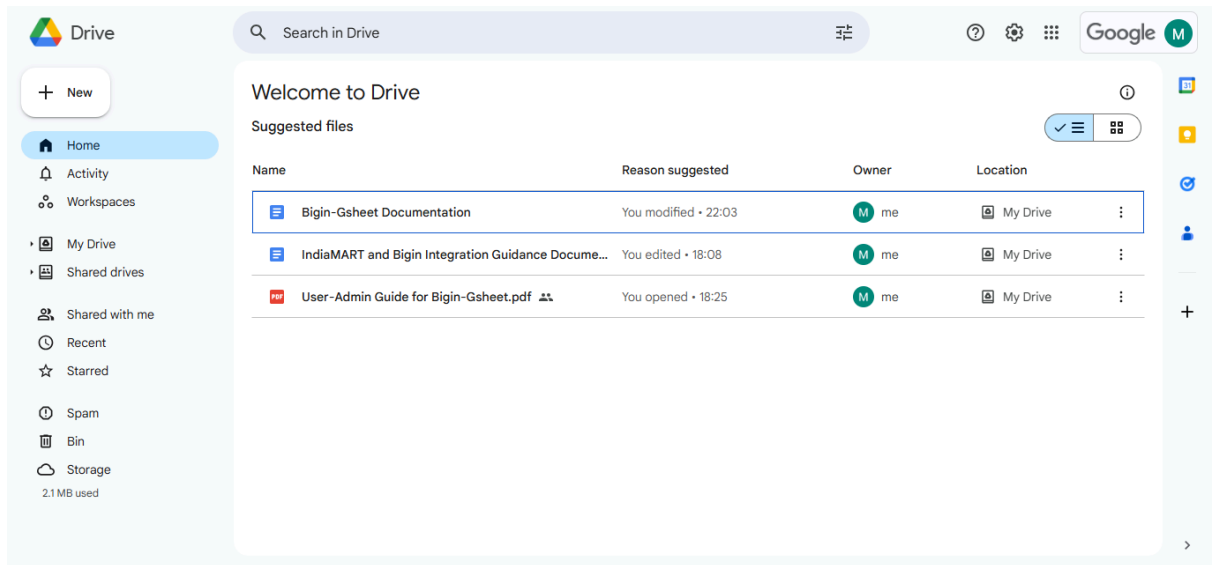 Drive
Search in Drive
Google M
New
Welcome to Drive
31
Suggested files
Home
Activity
Workspaces
My Drive
Shared drives
Shared with me
Recent
Starred
Spam
Bin
Storage
2.1 MB used
Name Reason suggested Owner Location
Bigin-Gsheet Documentation You modified • 22:03 M me My Drive
IndiaMART and Bigin Integration Guidance Docume... You edited • 18:08 M me My Drive
PDF User-Admin Guide for Bigin-Gsheet.pdf You opened • 18:25 M me My Drive